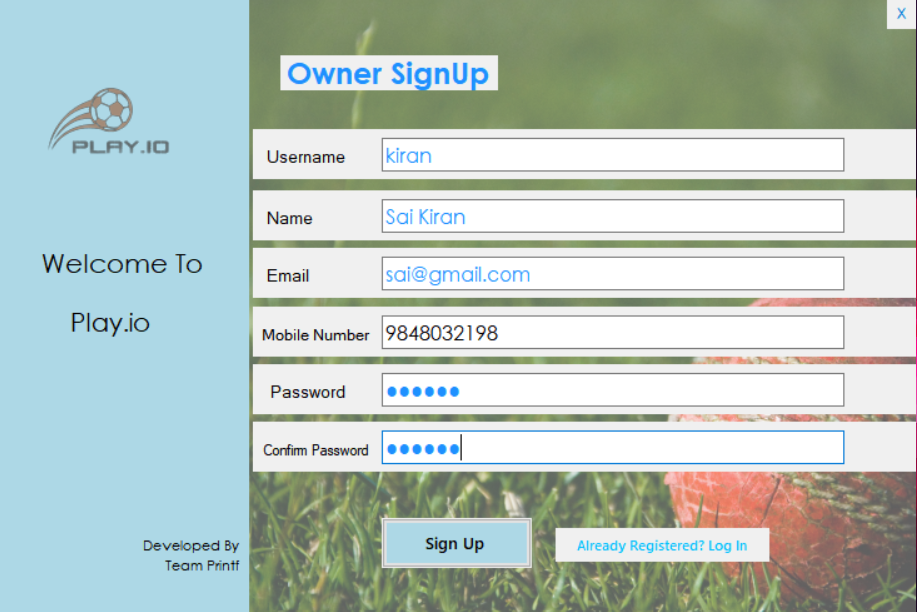 X
Owner SignUp
PLAY.IO
Welcome To
Play.io
Username kiran
Name Sai Kiran
Email sai@gmail.com
Mobile Number 9848032198
Password ●●●●●●
Confirm Password ●●●●●●
Sign Up
Already Registered? Log In
Developed By
Team Printf